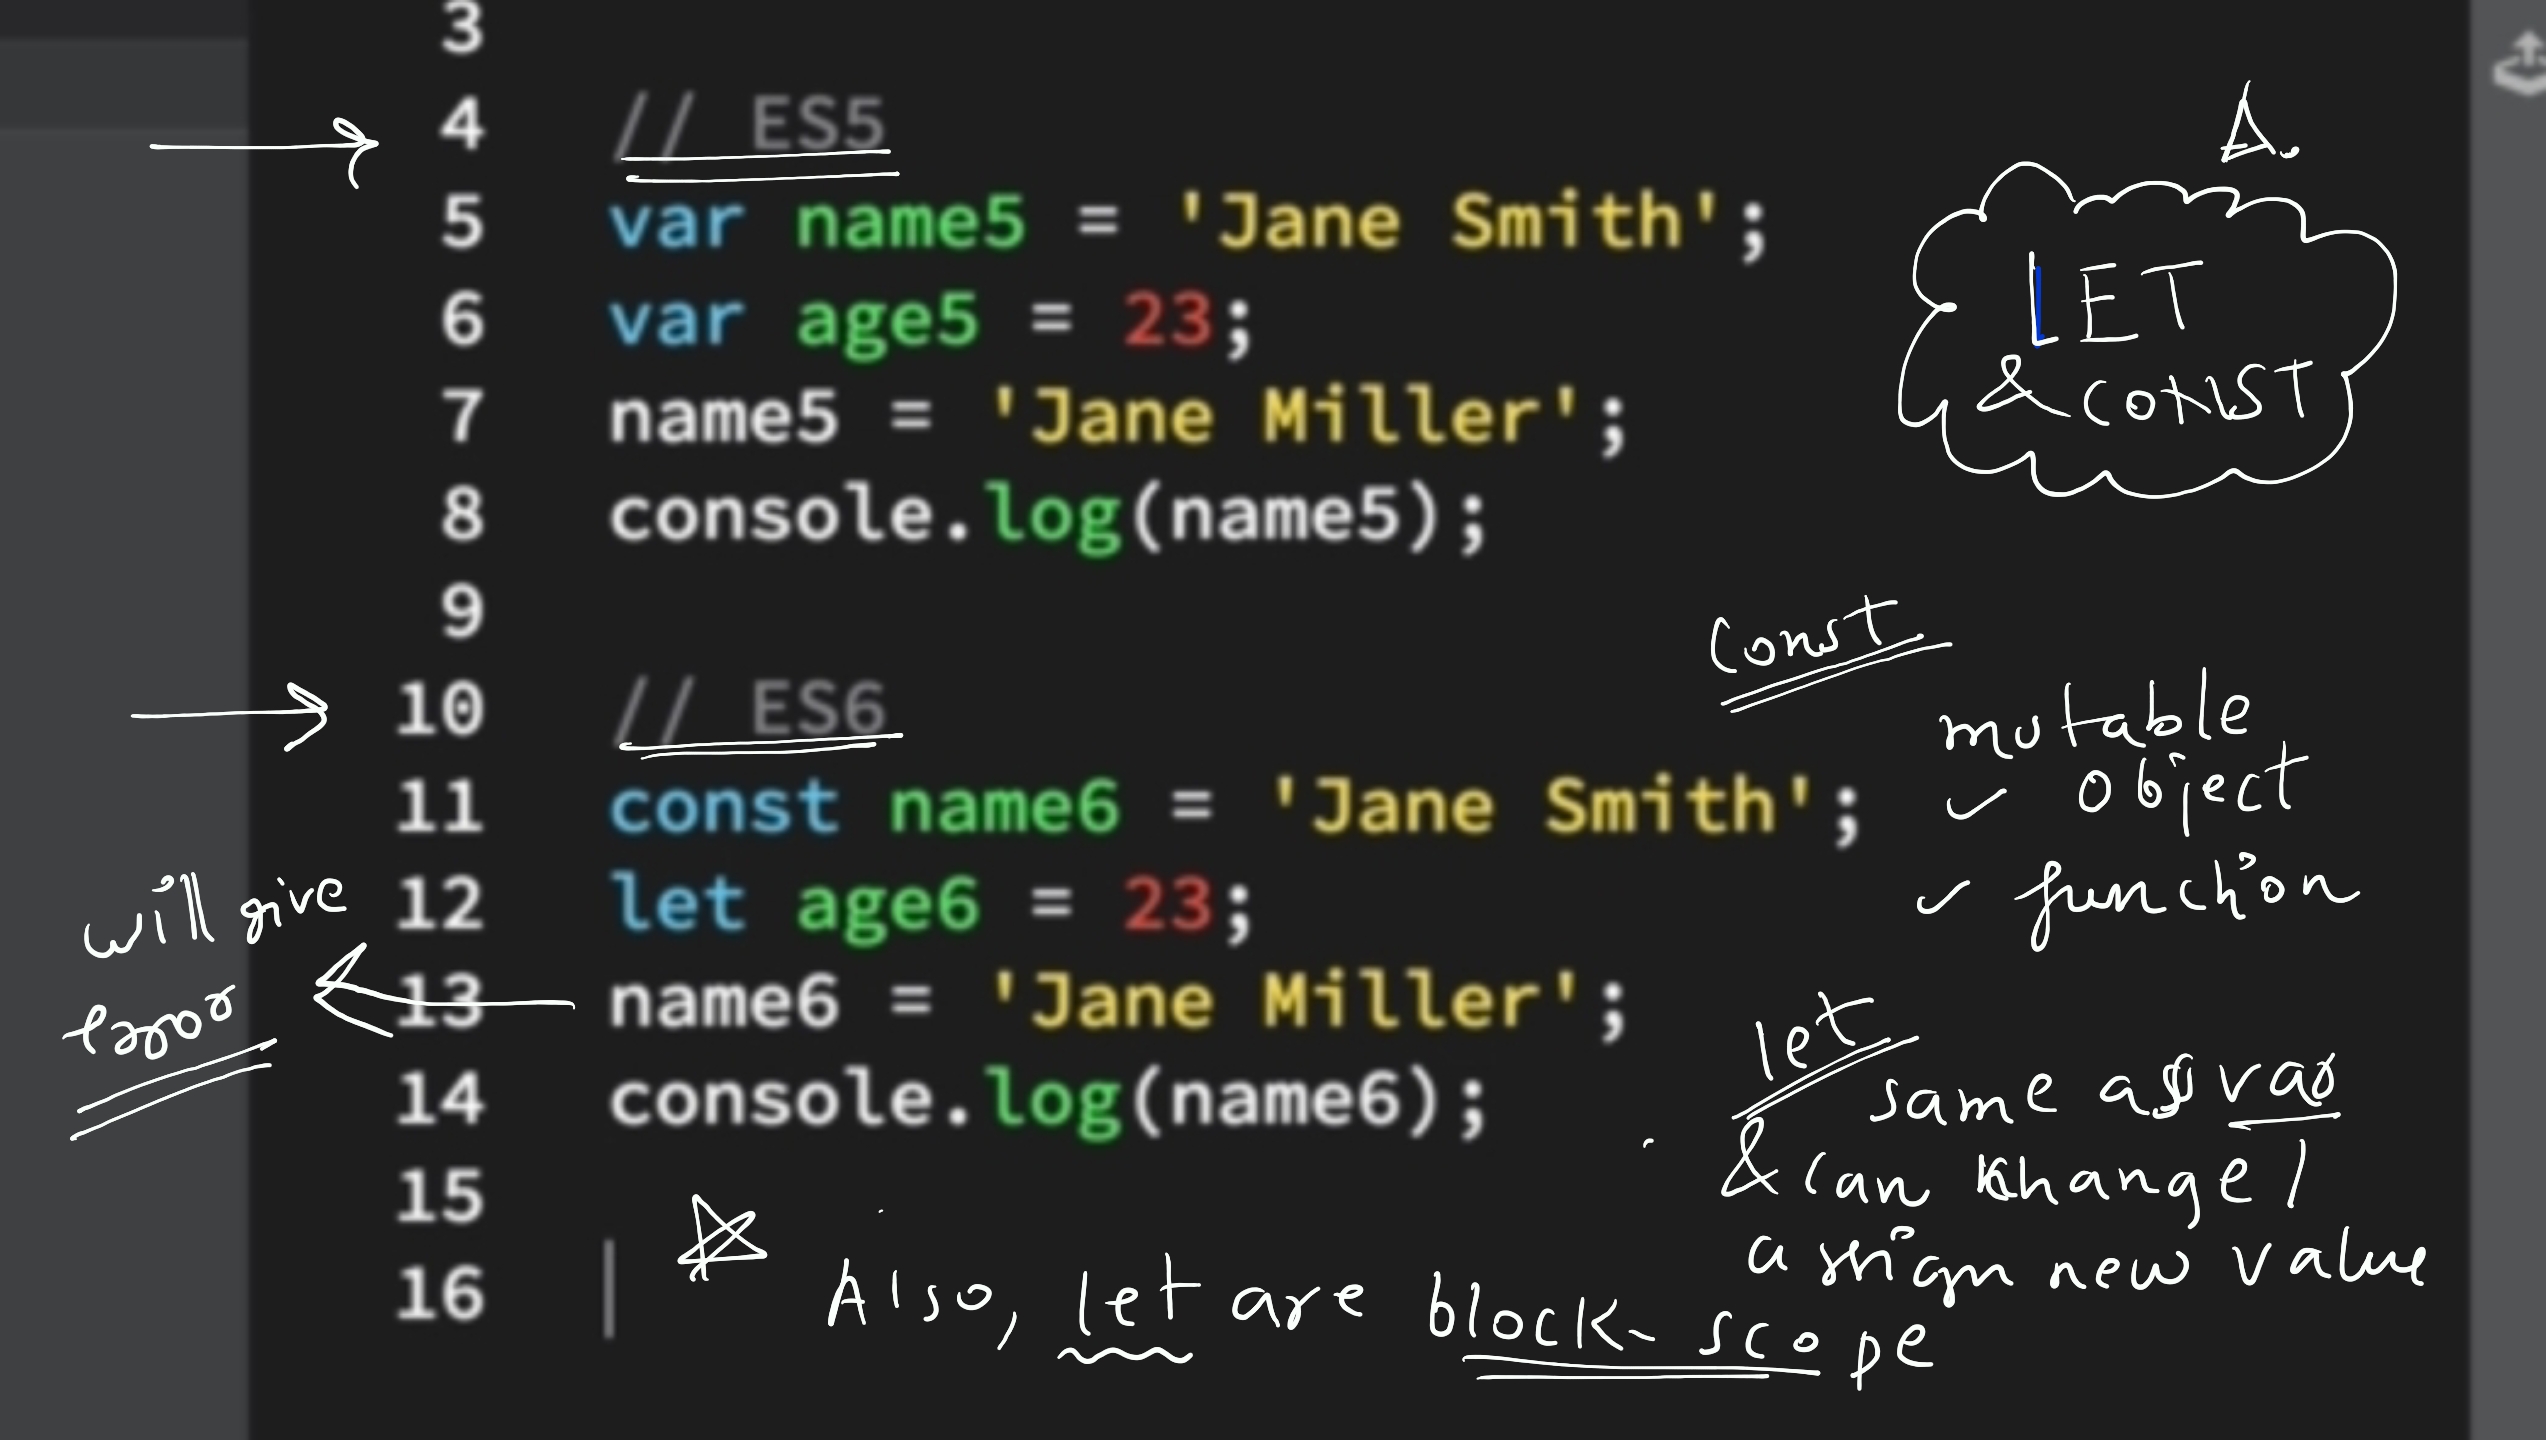 3
4 // ES5
5 var name5 = 'Jane Smith';
6 var age5 = 23;
7 name5 = 'Jane Miller';
8 console.log(name5);
9
10 // ES6
11 const name6 = 'Jane Smith';
12 let age6 = 23;
13 name6 = 'Jane Miller';
14 console.log(name6);
15
16
A.
LET
& CONST
Const
mutable
✓ object
✓ function
will give
error
let
same as var
& can change /
assign new value
☆ Also, let are block-scope